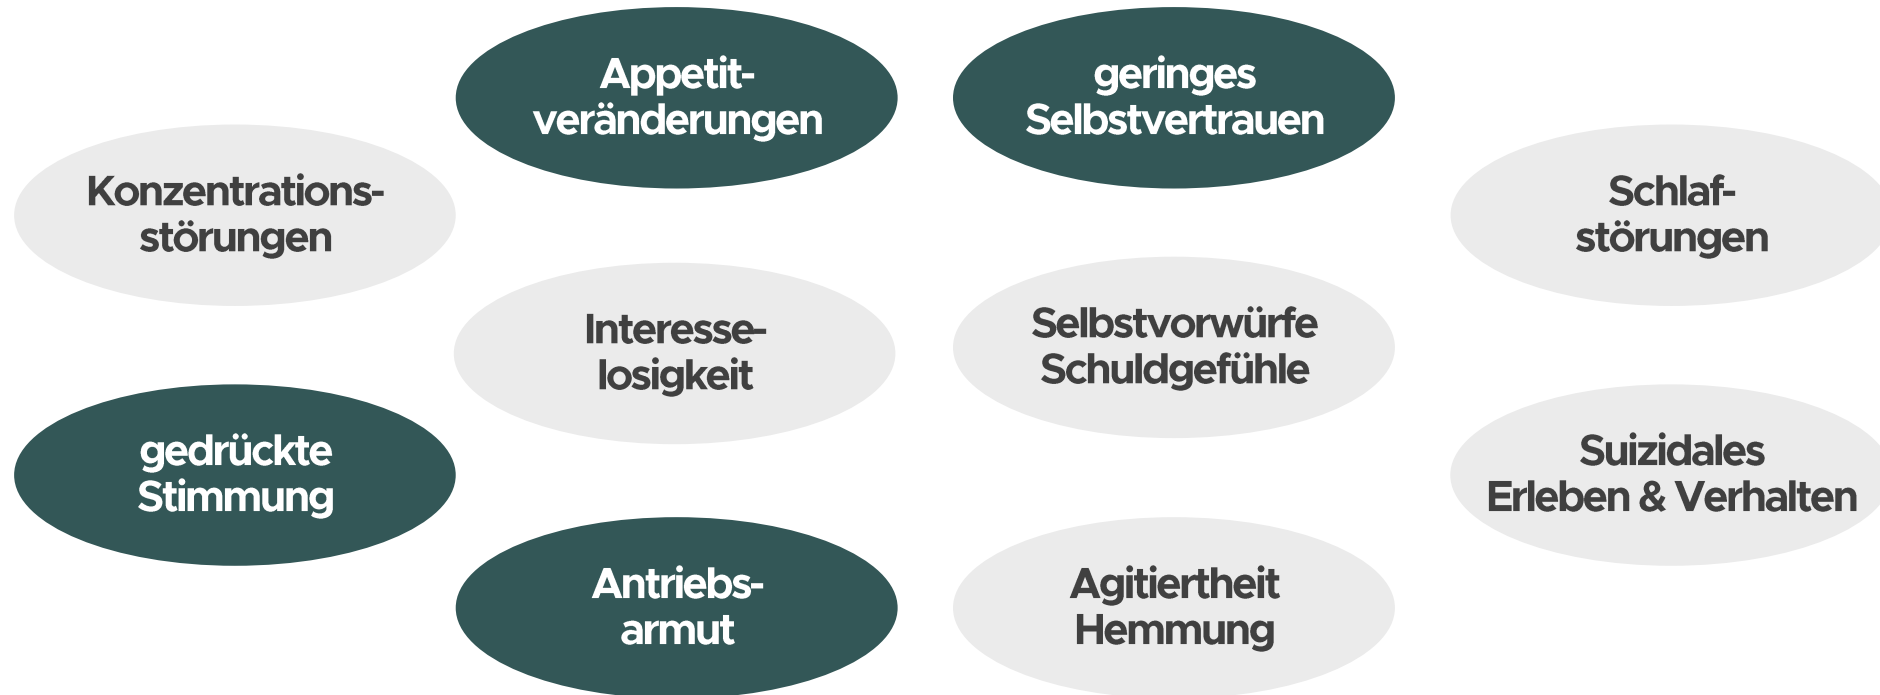 Appetit-
veränderungen
geringes
Selbstvertrauen
Konzentrations-
störungen
Schlaf-
störungen
Interesse-
losigkeit
Selbstvorwürfe
Schuldgefühle
gedrückte
Stimmung
Suizidales
Erleben & Verhalten
Antriebs-
armut
Agitiertheit
Hemmung